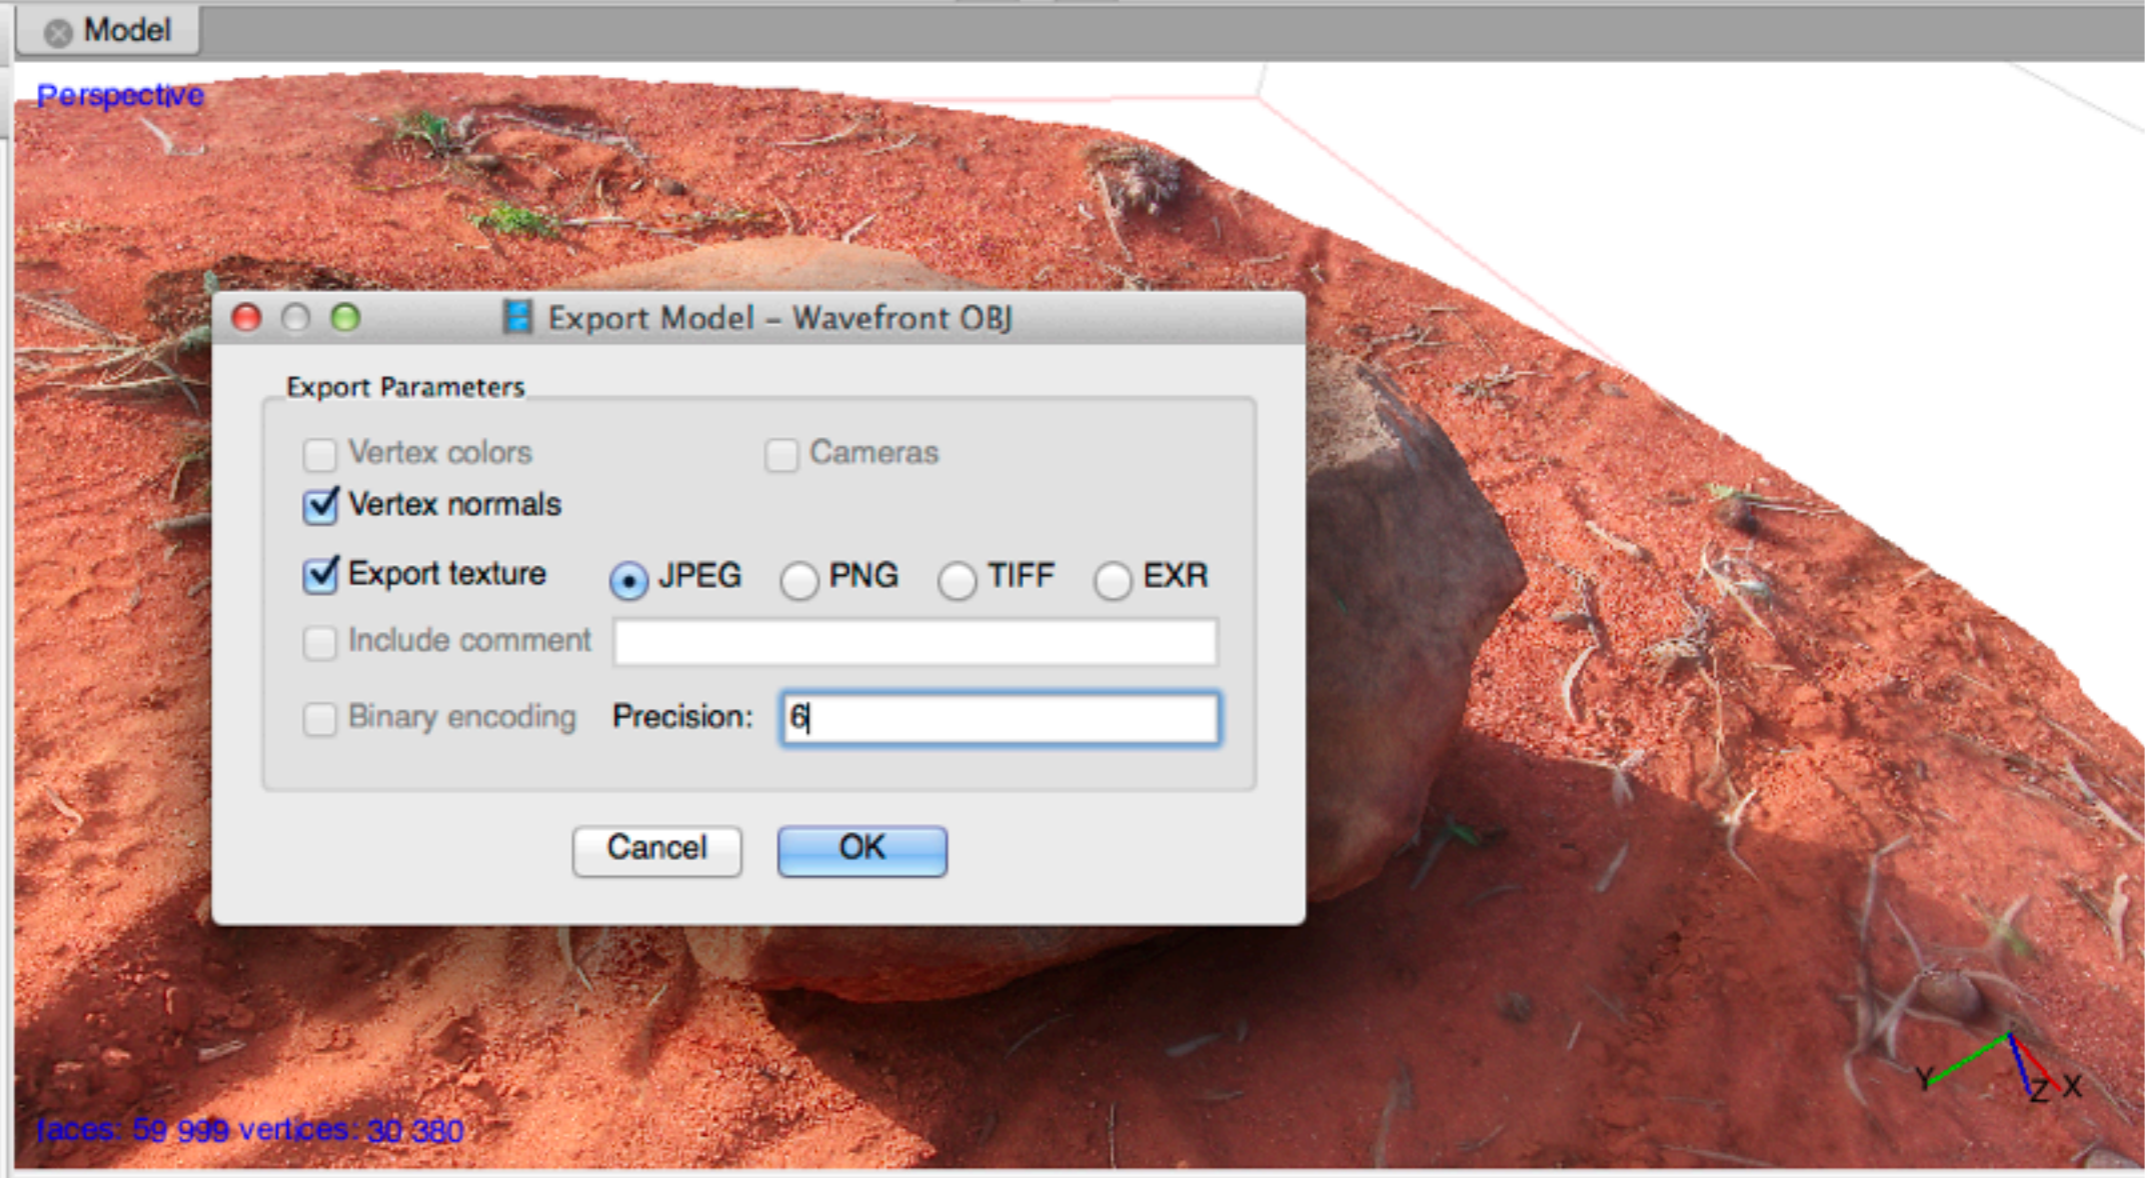 Model
Perspective
Export Model – Wavefront OBJ
Export Parameters
Vertex colors Cameras
Vertex normals
Export texture JPEG PNG TIFF EXR
Include comment
Binary encoding Precision: 6
Cancel OK
Y Z X
faces: 59 999 vertices: 30 380